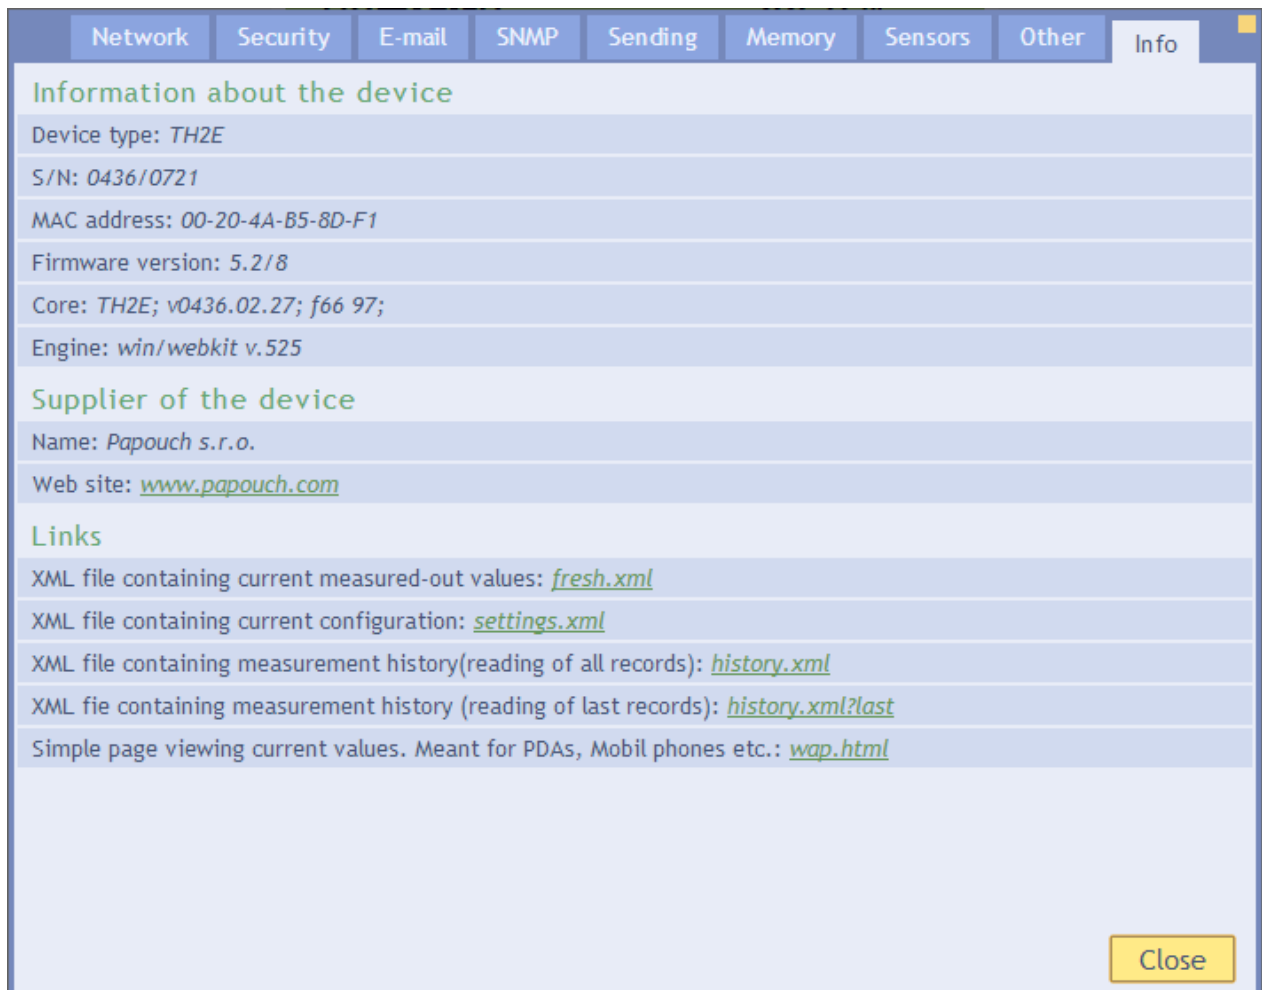 Network Security E-mail SNMP Sending Memory Sensors Other Info
Information about the device
Device type: TH2E
S/N: 0436/0721
MAC address: 00-20-4A-B5-8D-F1
Firmware version: 5.2/8
Core: TH2E; v0436.02.27; f66 97;
Engine: win/webkit v.525
Supplier of the device
Name: Papouch s.r.o.
Web site: www.papouch.com
Links
XML file containing current measured-out values: fresh.xml
XML file containing current configuration: settings.xml
XML file containing measurement history(reading of all records): history.xml
XML fie containing measurement history (reading of last records): history.xml?last
Simple page viewing current values. Meant for PDAs, Mobil phones etc.: wap.html
Close